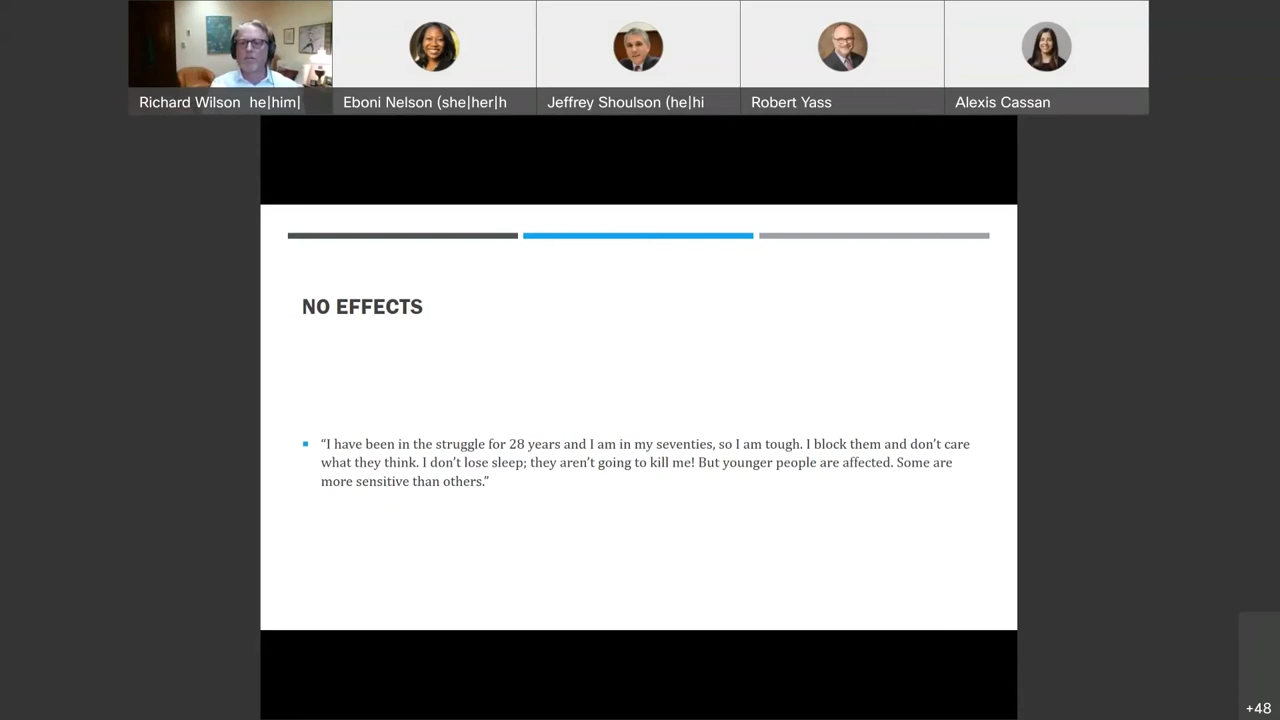 Richard Wilson he|him|
Eboni Nelson (she|her|h
Jeffrey Shoulson (he|hi
Robert Yass
Alexis Cassan
NO EFFECTS
“I have been in the struggle for 28 years and I am in my seventies, so I am tough. I block them and don’t care
what they think. I don’t lose sleep; they aren’t going to kill me! But younger people are affected. Some are
more sensitive than others.”
+48